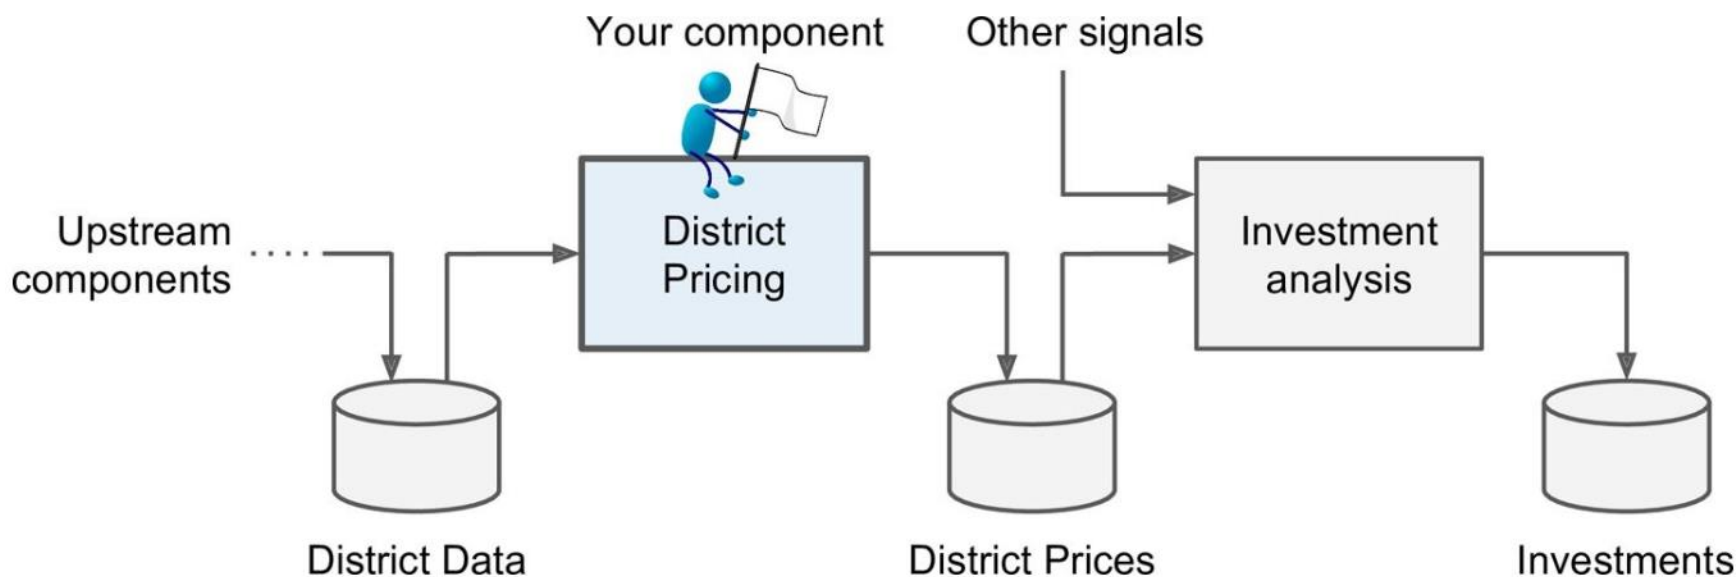 Your component
Other signals
Upstream
components
District
Pricing
Investment
analysis
District Data
District Prices
Investments